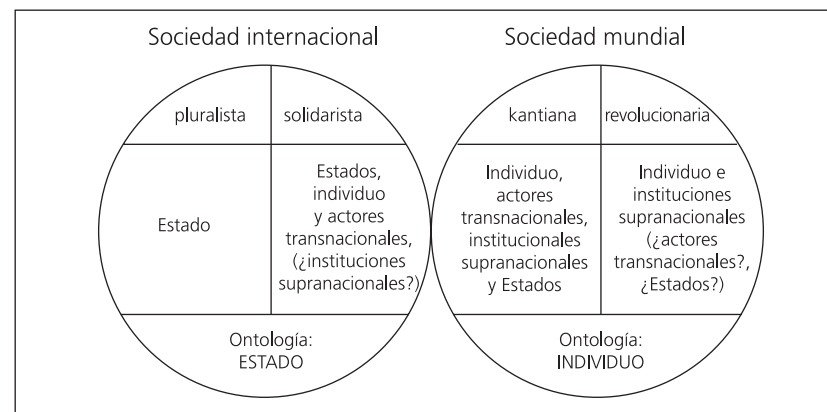 Sociedad internacional
pluralista
solidarista
Estado
Estados,
individuo
y actores
transnacionales,
(¿instituciones
supranacionales?)
Ontología:
ESTADO
Sociedad mundial
kantiana
revolucionaria
Individuo,
actores
transnacionales,
institucionales
supranacionales
y Estados
Individuo e
instituciones
supranacionales
(¿actores
transnacionales?,
¿Estados?)
Ontología:
INDIVIDUO